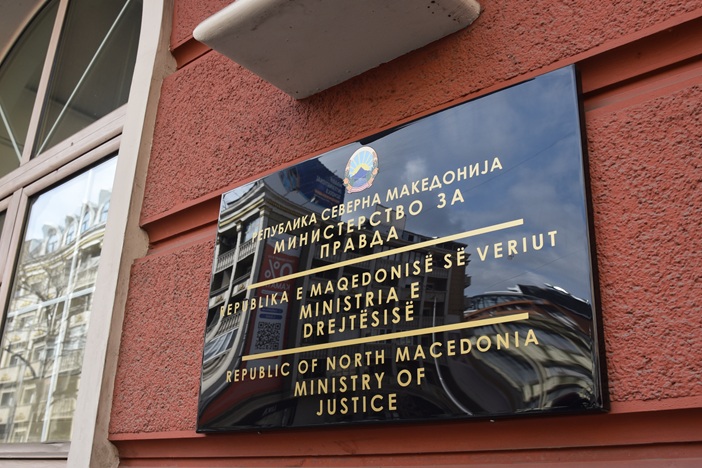 РЕПУБЛИКА СЕВЕРНА МАКЕДОНИЈА
МИНИСТЕРСТВО ЗА
ПРАВДА
REPUBLIKA E MAQEDONISË SË VERIUT
MINISTRIA E
DREJTËSISË
REPUBLIC OF NORTH MACEDONIA
MINISTRY OF
JUSTICE